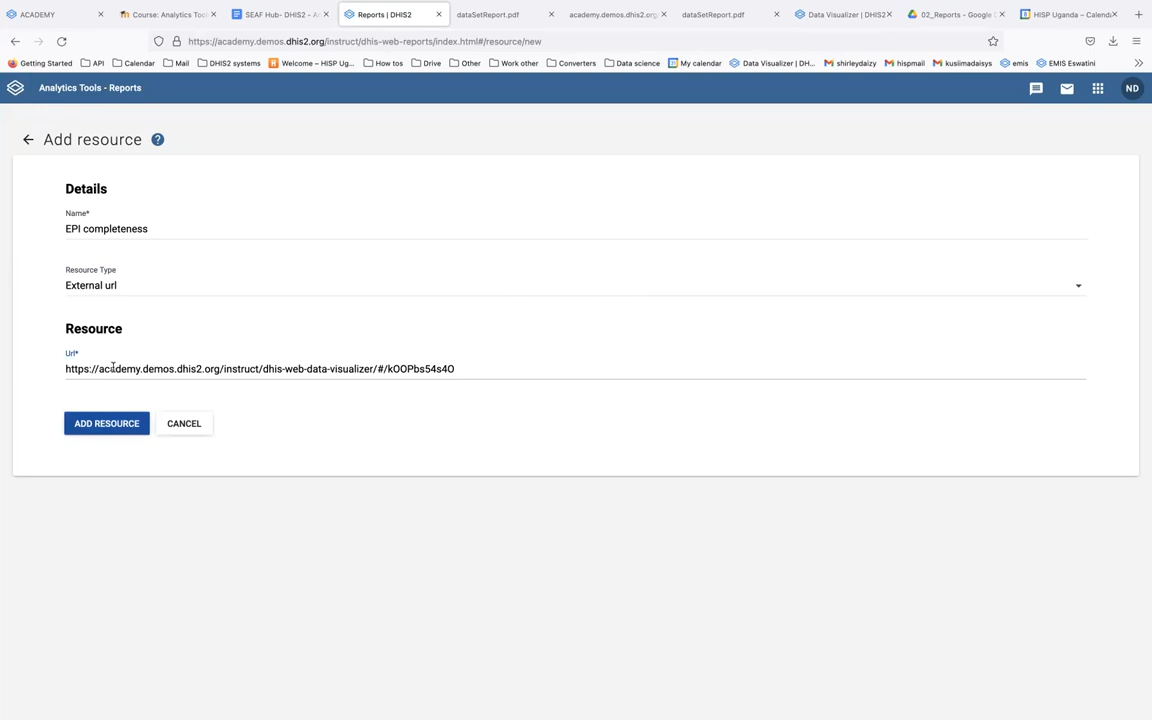 ACADEMY
Course: Analytics Tool
SEAF Hub- DHIS2 - A
Reports | DHIS2
dataSetReport.pdf
academy.demos.dhis2.org
dataSetReport.pdf
Data Visualizer | DHIS2
02_Reports - Google
HISP Uganda – Calend
https://academy.demos.dhis2.org/instruct/dhis-web-reports/index.html#/resource/new
Getting Started
API
Calendar
Mail
DHIS2 systems
Welcome – HISP Ug...
How tos
Drive
Other
Work other
Converters
Data science
My calendar
Data Visualizer | DH...
shirleydaizy
hispmail
kusiimadaisys
emis
EMIS Eswatini
Analytics Tools - Reports
ND
Add resource ?
Details
Name*
EPI completeness
Resource Type
External url
Resource
Url*
https://academy.demos.dhis2.org/instruct/dhis-web-data-visualizer/#/kOOPbs54s4O
ADD RESOURCE
CANCEL